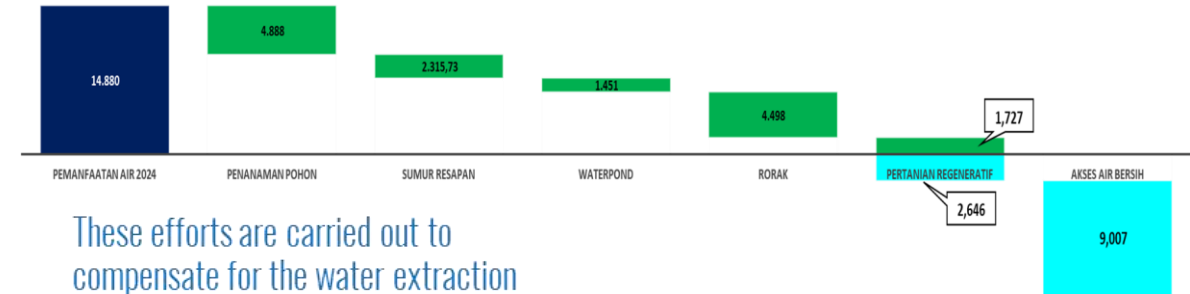 14.880
4.888
2.315,73
1.451
4.498
1,727
PEMANFAATAN AIR 2024
PENANAMAN POHON
SUMUR RESAPAN
WATERPOND
RORAK
PERTANIAN REGENERATIF
AKSES AIR BERSIH
2,646
9,007
These efforts are carried out to
compensate for the water extraction